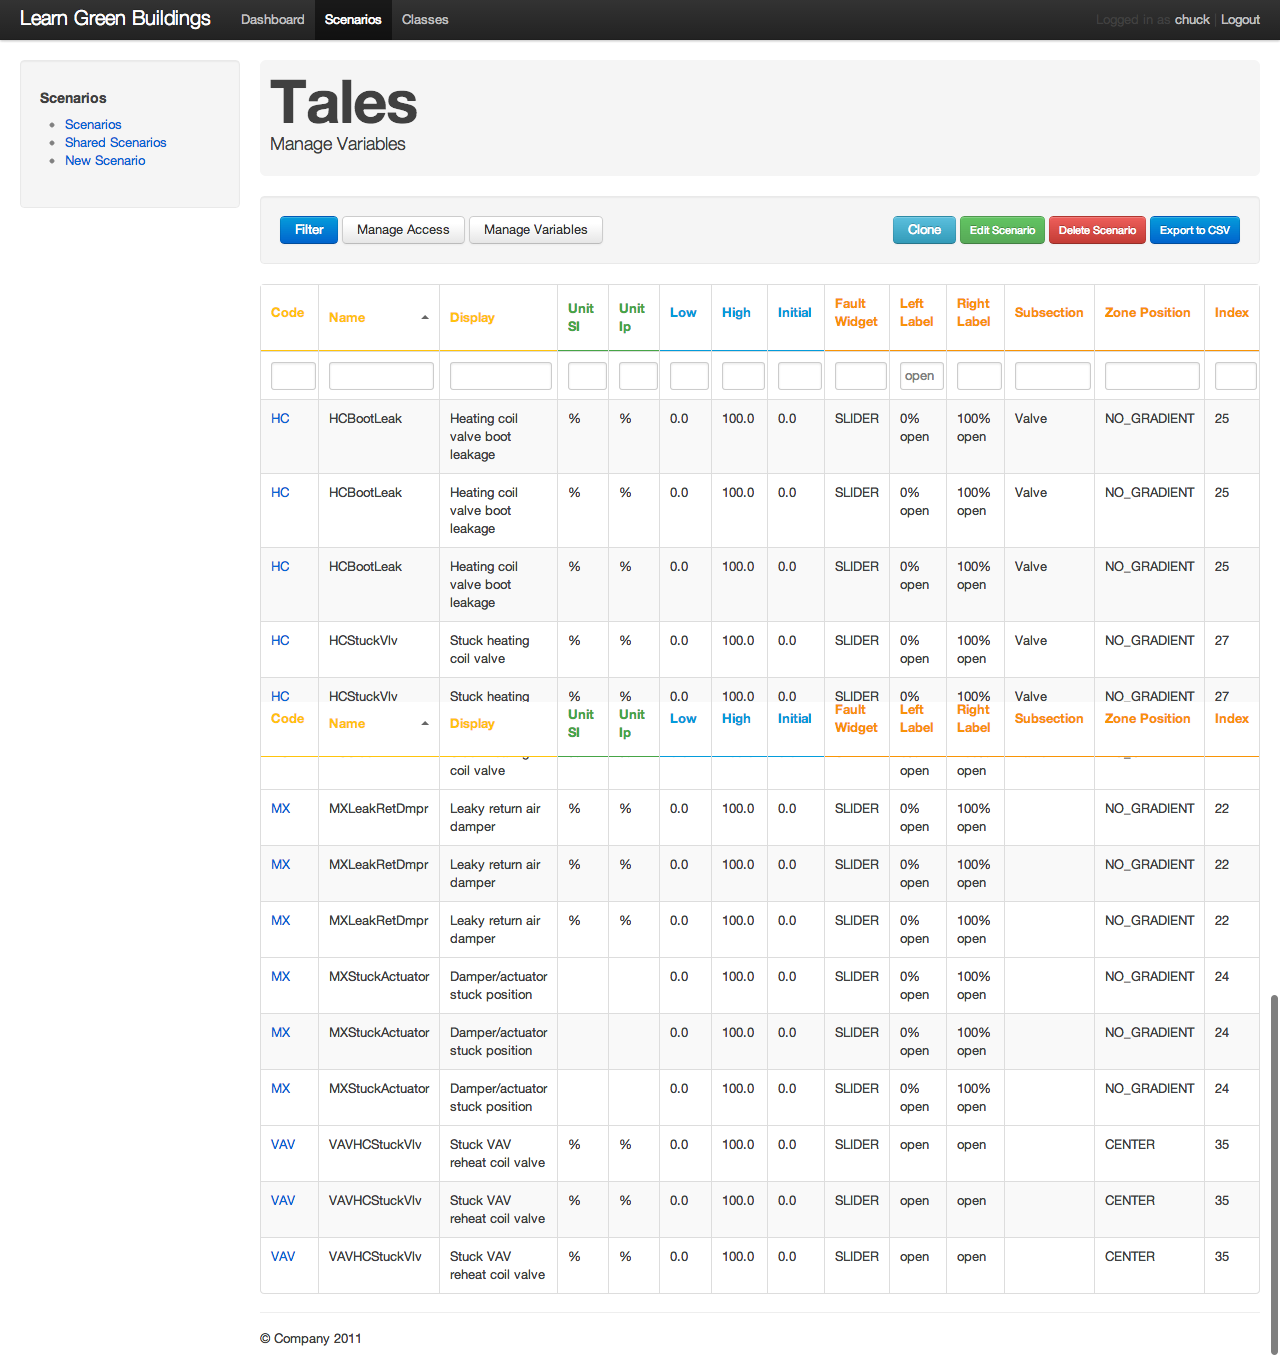 Learn Green Buildings Dashboard Scenarios Classes Logged in as chuck | Logout
Scenarios
Scenarios
Shared Scenarios
New Scenario
Tales
Manage Variables
Filter Manage Access Manage Variables Clone Edit Scenario Delete Scenario Export to CSV
Code Name Display Unit SI Unit Ip Low High Initial Fault Widget Left Label Right Label Subsection Zone Position Index
open
HC HCBootLeak Heating coil valve boot leakage % % 0.0 100.0 0.0 SLIDER 0% open 100% open Valve NO_GRADIENT 25
HC HCBootLeak Heating coil valve boot leakage % % 0.0 100.0 0.0 SLIDER 0% open 100% open Valve NO_GRADIENT 25
HC HCBootLeak Heating coil valve boot leakage % % 0.0 100.0 0.0 SLIDER 0% open 100% open Valve NO_GRADIENT 25
HC HCStuckVlv Stuck heating coil valve % % 0.0 100.0 0.0 SLIDER 0% open 100% open Valve NO_GRADIENT 27
HC HCStuckVlv Stuck heating % % 0.0 100.0 0.0 SLIDER 0% 100% Valve NO_GRADIENT 27
Code Name Display Unit SI Unit Ip Low High Initial Fault Widget Left Label Right Label Subsection Zone Position Index
coil valve open open
MX MXLeakRetDmpr Leaky return air damper % % 0.0 100.0 0.0 SLIDER 0% open 100% open NO_GRADIENT 22
MX MXLeakRetDmpr Leaky return air damper % % 0.0 100.0 0.0 SLIDER 0% open 100% open NO_GRADIENT 22
MX MXLeakRetDmpr Leaky return air damper % % 0.0 100.0 0.0 SLIDER 0% open 100% open NO_GRADIENT 22
MX MXStuckActuator Damper/actuator stuck position 0.0 100.0 0.0 SLIDER 0% open 100% open NO_GRADIENT 24
MX MXStuckActuator Damper/actuator stuck position 0.0 100.0 0.0 SLIDER 0% open 100% open NO_GRADIENT 24
MX MXStuckActuator Damper/actuator stuck position 0.0 100.0 0.0 SLIDER 0% open 100% open NO_GRADIENT 24
VAV VAVHCStuckVlv Stuck VAV reheat coil valve % % 0.0 100.0 0.0 SLIDER open open CENTER 35
VAV VAVHCStuckVlv Stuck VAV reheat coil valve % % 0.0 100.0 0.0 SLIDER open open CENTER 35
VAV VAVHCStuckVlv Stuck VAV reheat coil valve % % 0.0 100.0 0.0 SLIDER open open CENTER 35
© Company 2011